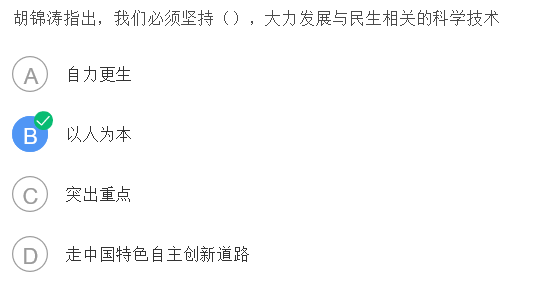 胡锦涛指出，我们必须坚持（），大力发展与民生相关的科学技术
A 自力更生
B 以人为本
C 突出重点
D 走中国特色自主创新道路